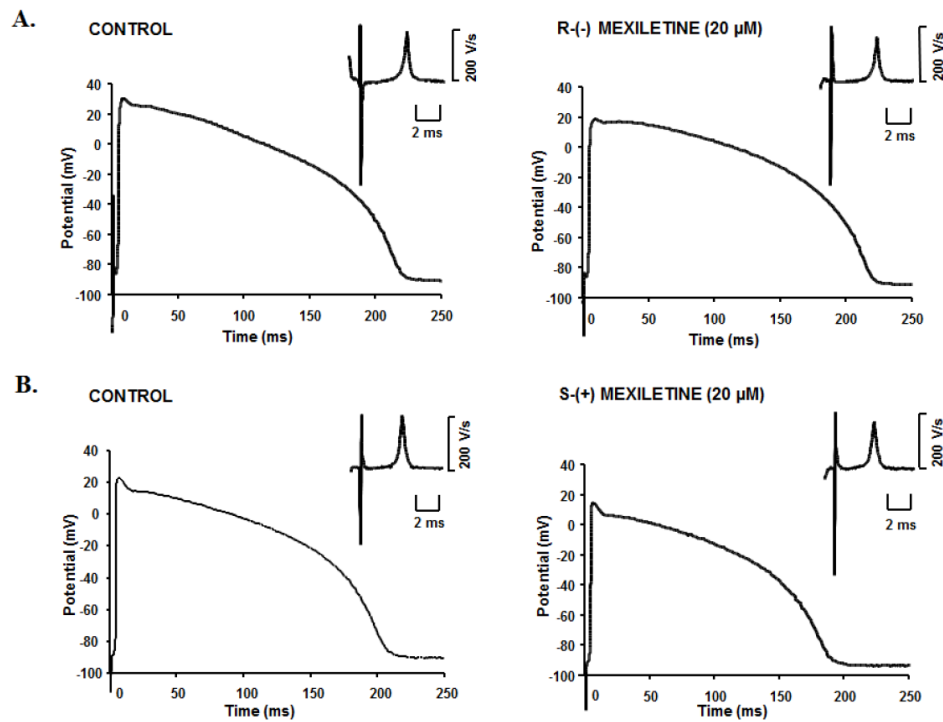 A.
CONTROL
200 V/s
2 ms
Potential (mV)
40
20
0
-20
-40
-60
-80
-100
0 50 100 150 200 250
Time (ms)
R-(-) MEXILETINE (20 µM)
200 V/s
2 ms
Potential (mV)
40
20
0
-20
-40
-60
-80
-100
0 50 100 150 200 250
Time (ms)
B.
CONTROL
200 V/s
2 ms
Potential (mV)
40
20
0
-20
-40
-60
-80
-100
0 50 100 150 200 250
Time (ms)
S-(+) MEXILETINE (20 µM)
200 V/s
2 ms
Potential (mV)
40
20
0
-20
-40
-60
-80
-100
0 50 100 150 200 250
Time (ms)